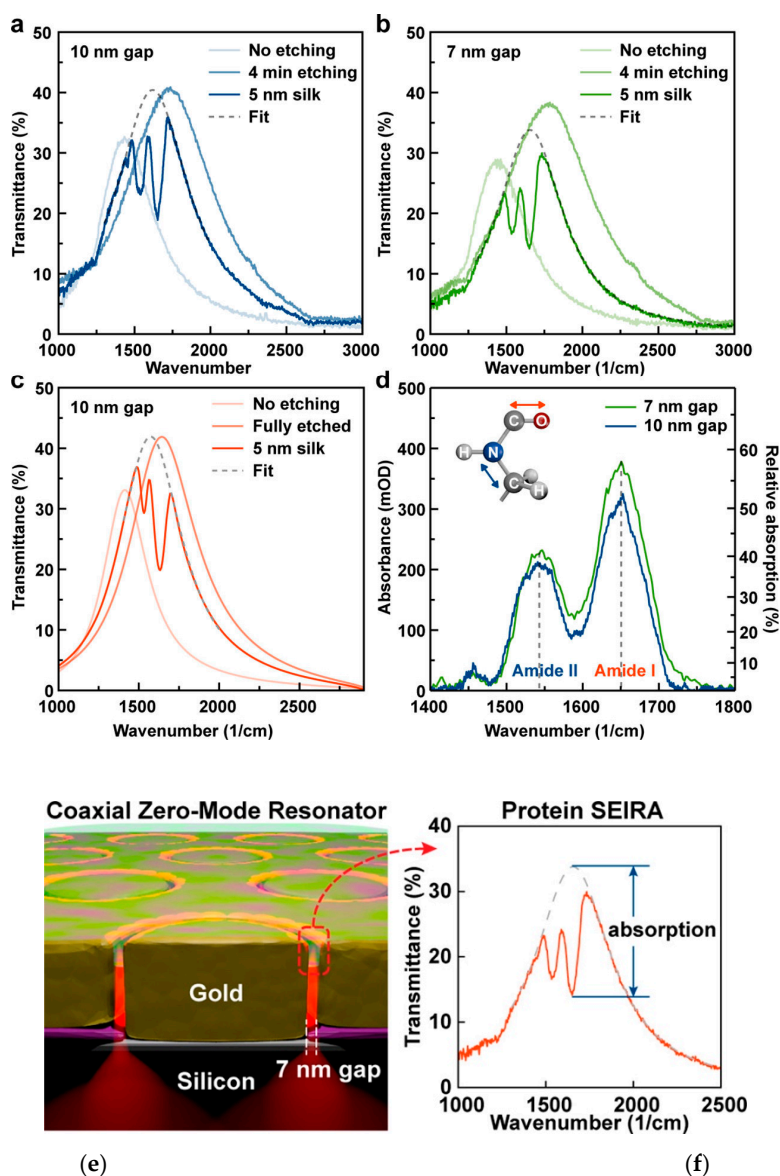 a
10 nm gap
No etching
4 min etching
5 nm silk
Fit
Transmittance (%)
50
40
30
20
10
0
1000 1500 2000 2500 3000
Wavenumber
b
7 nm gap
No etching
4 min etching
5 nm silk
Fit
Transmittance (%)
50
40
30
20
10
0
1000 1500 2000 2500 3000
Wavenumber (1/cm)
c
10 nm gap
No etching
Fully etched
5 nm silk
Fit
Transmittance (%)
50
40
30
20
10
0
1000 1500 2000 2500
Wavenumber (1/cm)
d
7 nm gap
10 nm gap
C O
H N
C H
Absorbance (mOD)
500
400
300
200
100
0
Relative absorption (%)
60
50
40
30
20
10
Amide II Amide I
1400 1500 1600 1700 1800
Wavenumber (1/cm)
Coaxial Zero-Mode Resonator
Gold
7 nm gap
Silicon
(e)
Protein SEIRA
Transmittance (%)
40
30
20
10
0
absorption
1000 1500 2000 2500
Wavenumber (1/cm)
(f)